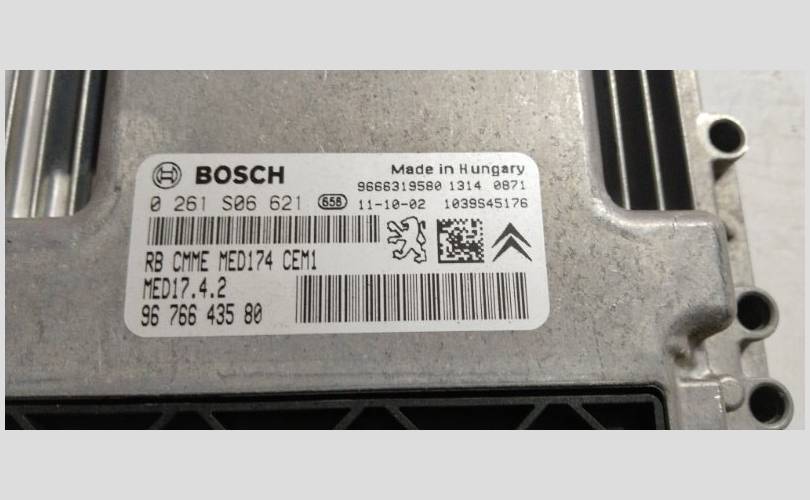 BOSCH
Made in Hungary
9666319580 1314 0871
0 261 S06 621 656 11-10-02 1039S45176
RB CMME MED174 CEM1
MED17.4.2
96 766 435 80